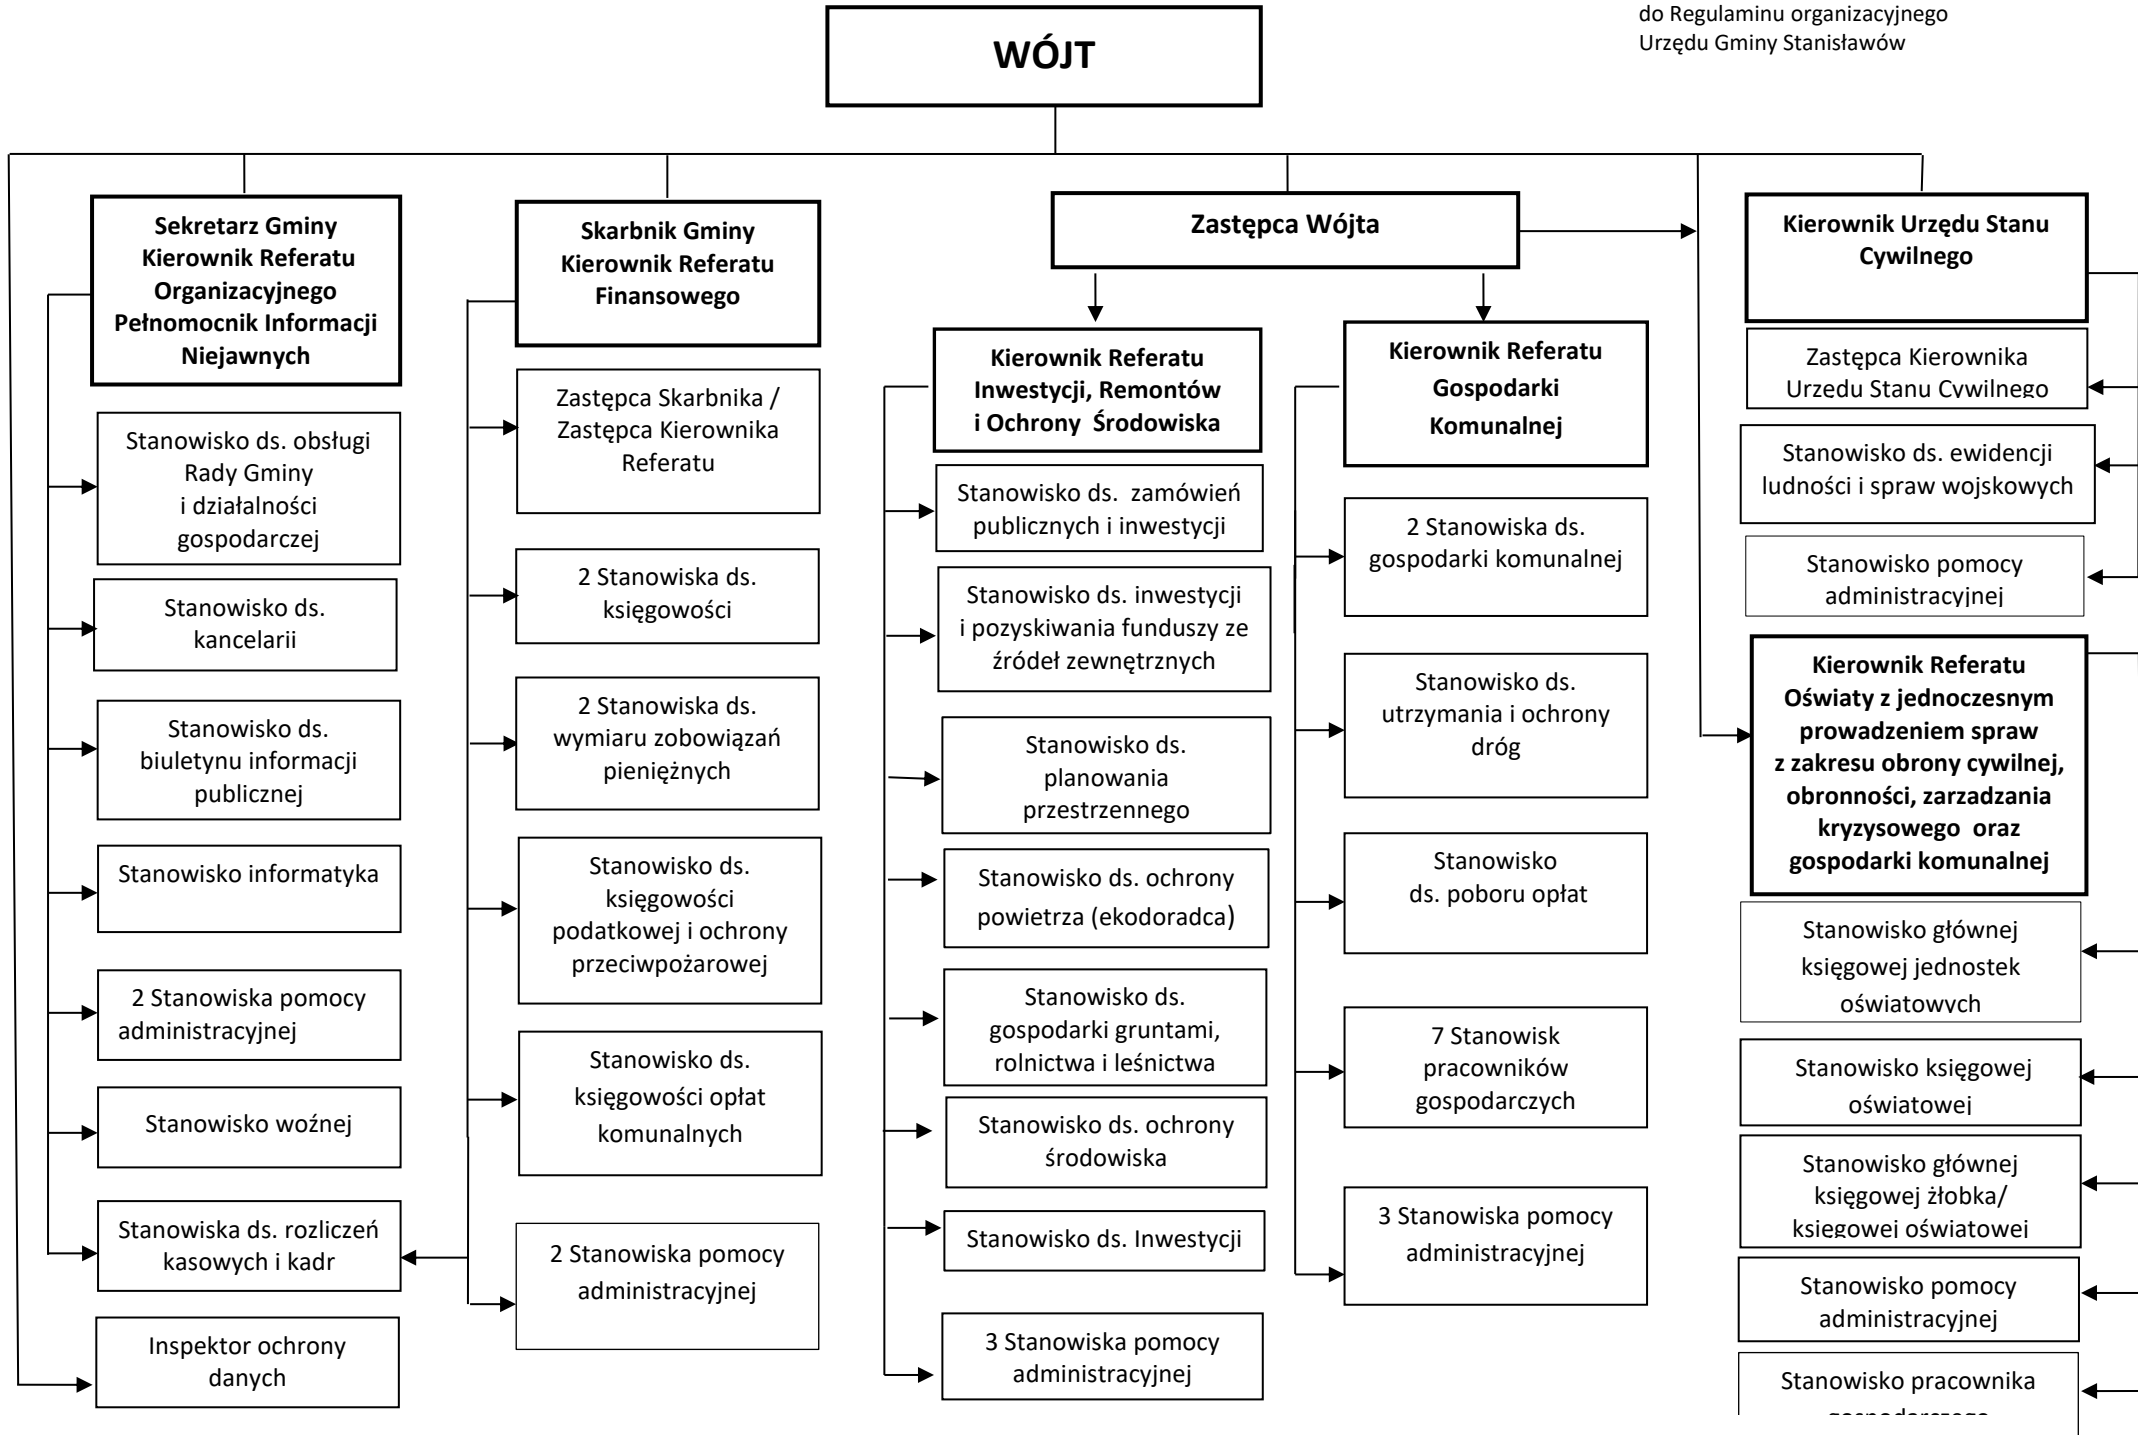 do Regulaminu organizacyjnego
Urzędu Gminy Stanisławów
WÓJT
Sekretarz Gminy
Kierownik Referatu
Organizacyjnego
Pełnomocnik Informacji
Niejawnych
Stanowisko ds. obsługi
Rady Gminy
i działalności
gospodarczej
Stanowisko ds.
kancelarii
Stanowisko ds.
biuletynu informacji
publicznej
Stanowisko informatyka
2 Stanowiska pomocy
administracyjnej
Stanowisko woźnej
Stanowiska ds. rozliczeń
kasowych i kadr
Inspektor ochrony
danych
Skarbnik Gminy
Kierownik Referatu
Finansowego
Zastępca Skarbnika /
Zastępca Kierownika
Referatu
2 Stanowiska ds.
księgowości
2 Stanowiska ds.
wymiaru zobowiązań
pieniężnych
Stanowisko ds.
księgowości
podatkowej i ochrony
przeciwpożarowej
Stanowisko ds.
księgowości opłat
komunalnych
2 Stanowiska pomocy
administracyjnej
Zastępca Wójta
Kierownik Referatu
Inwestycji, Remontów
i Ochrony Środowiska
Stanowisko ds. zamówień
publicznych i inwestycji
Stanowisko ds. inwestycji
i pozyskiwania funduszy ze
źródeł zewnętrznych
Stanowisko ds.
planowania
przestrzennego
Stanowisko ds. ochrony
powietrza (ekodoradca)
Stanowisko ds.
gospodarki gruntami,
rolnictwa i leśnictwa
Stanowisko ds. ochrony
środowiska
Stanowisko ds. Inwestycji
3 Stanowiska pomocy
administracyjnej
Kierownik Referatu
Gospodarki
Komunalnej
2 Stanowiska ds.
gospodarki komunalnej
Stanowisko ds.
utrzymania i ochrony
dróg
Stanowisko
ds. poboru opłat
7 Stanowisk
pracowników
gospodarczych
3 Stanowiska pomocy
administracyjnej
Kierownik Urzędu Stanu
Cywilnego
Zastępca Kierownika
Urzedu Stanu Cywilnego
Stanowisko ds. ewidencji
ludności i spraw wojskowych
Stanowisko pomocy
administracyjnej
Kierownik Referatu
Oświaty z jednoczesnym
prowadzeniem spraw
z zakresu obrony cywilnej,
obronności, zarzadzania
kryzysowego oraz
gospodarki komunalnej
Stanowisko głównej
księgowej jednostek
oświatowych
Stanowisko księgowej
oświatowej
Stanowisko głównej
księgowej żłobka/
księgowej oświatowej
Stanowisko pomocy
administracyjnej
Stanowisko pracownika